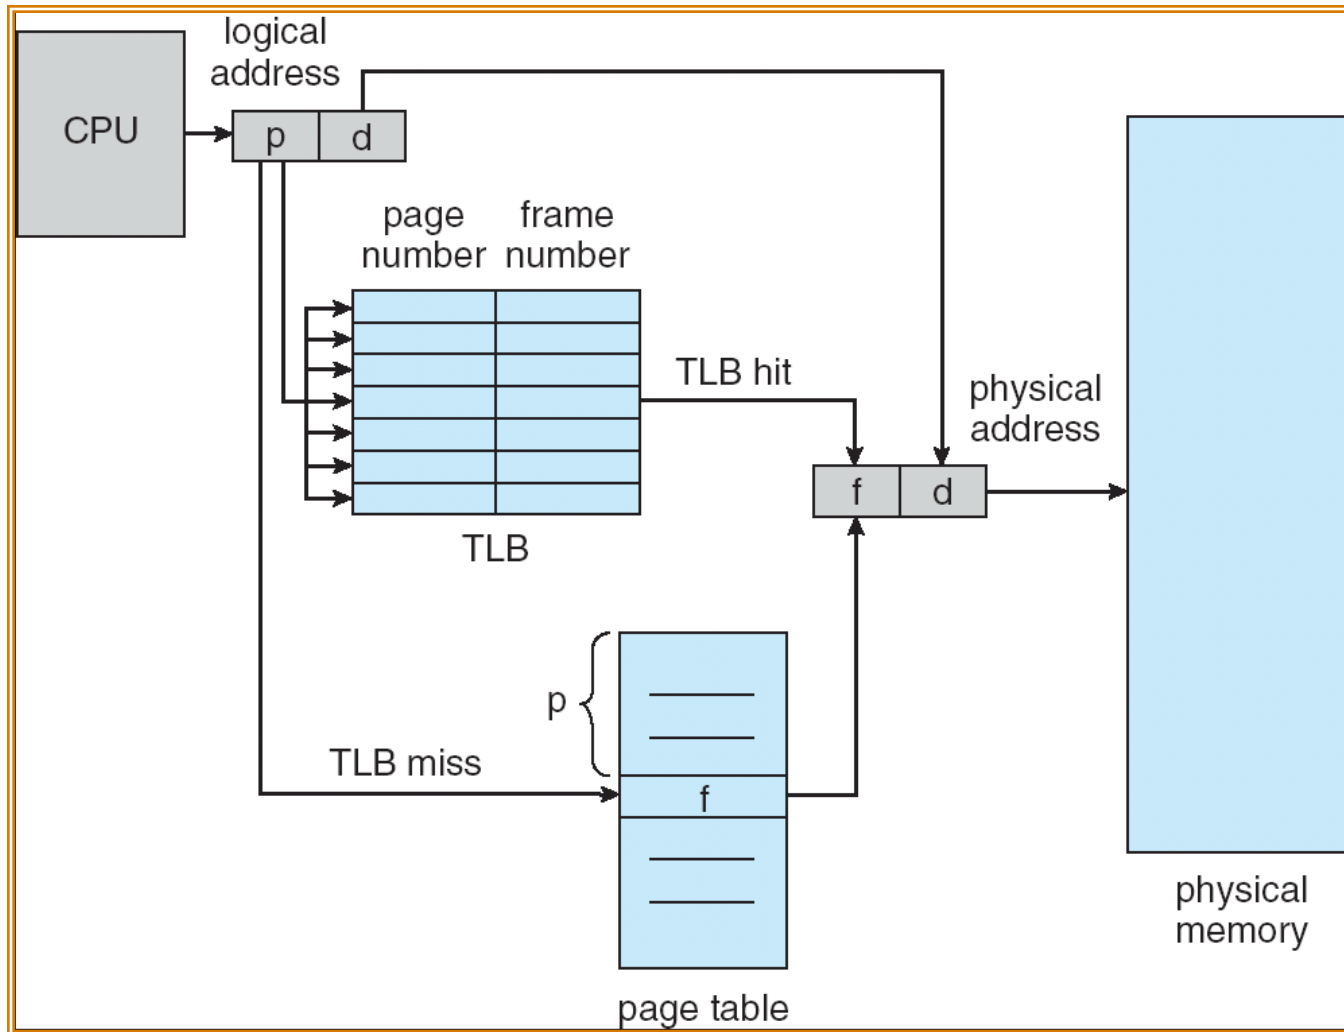 logical
address
CPU
p
d
page
number
frame
number
TLB hit
physical
address
f
d
TLB
p
TLB miss
f
physical
memory
page table